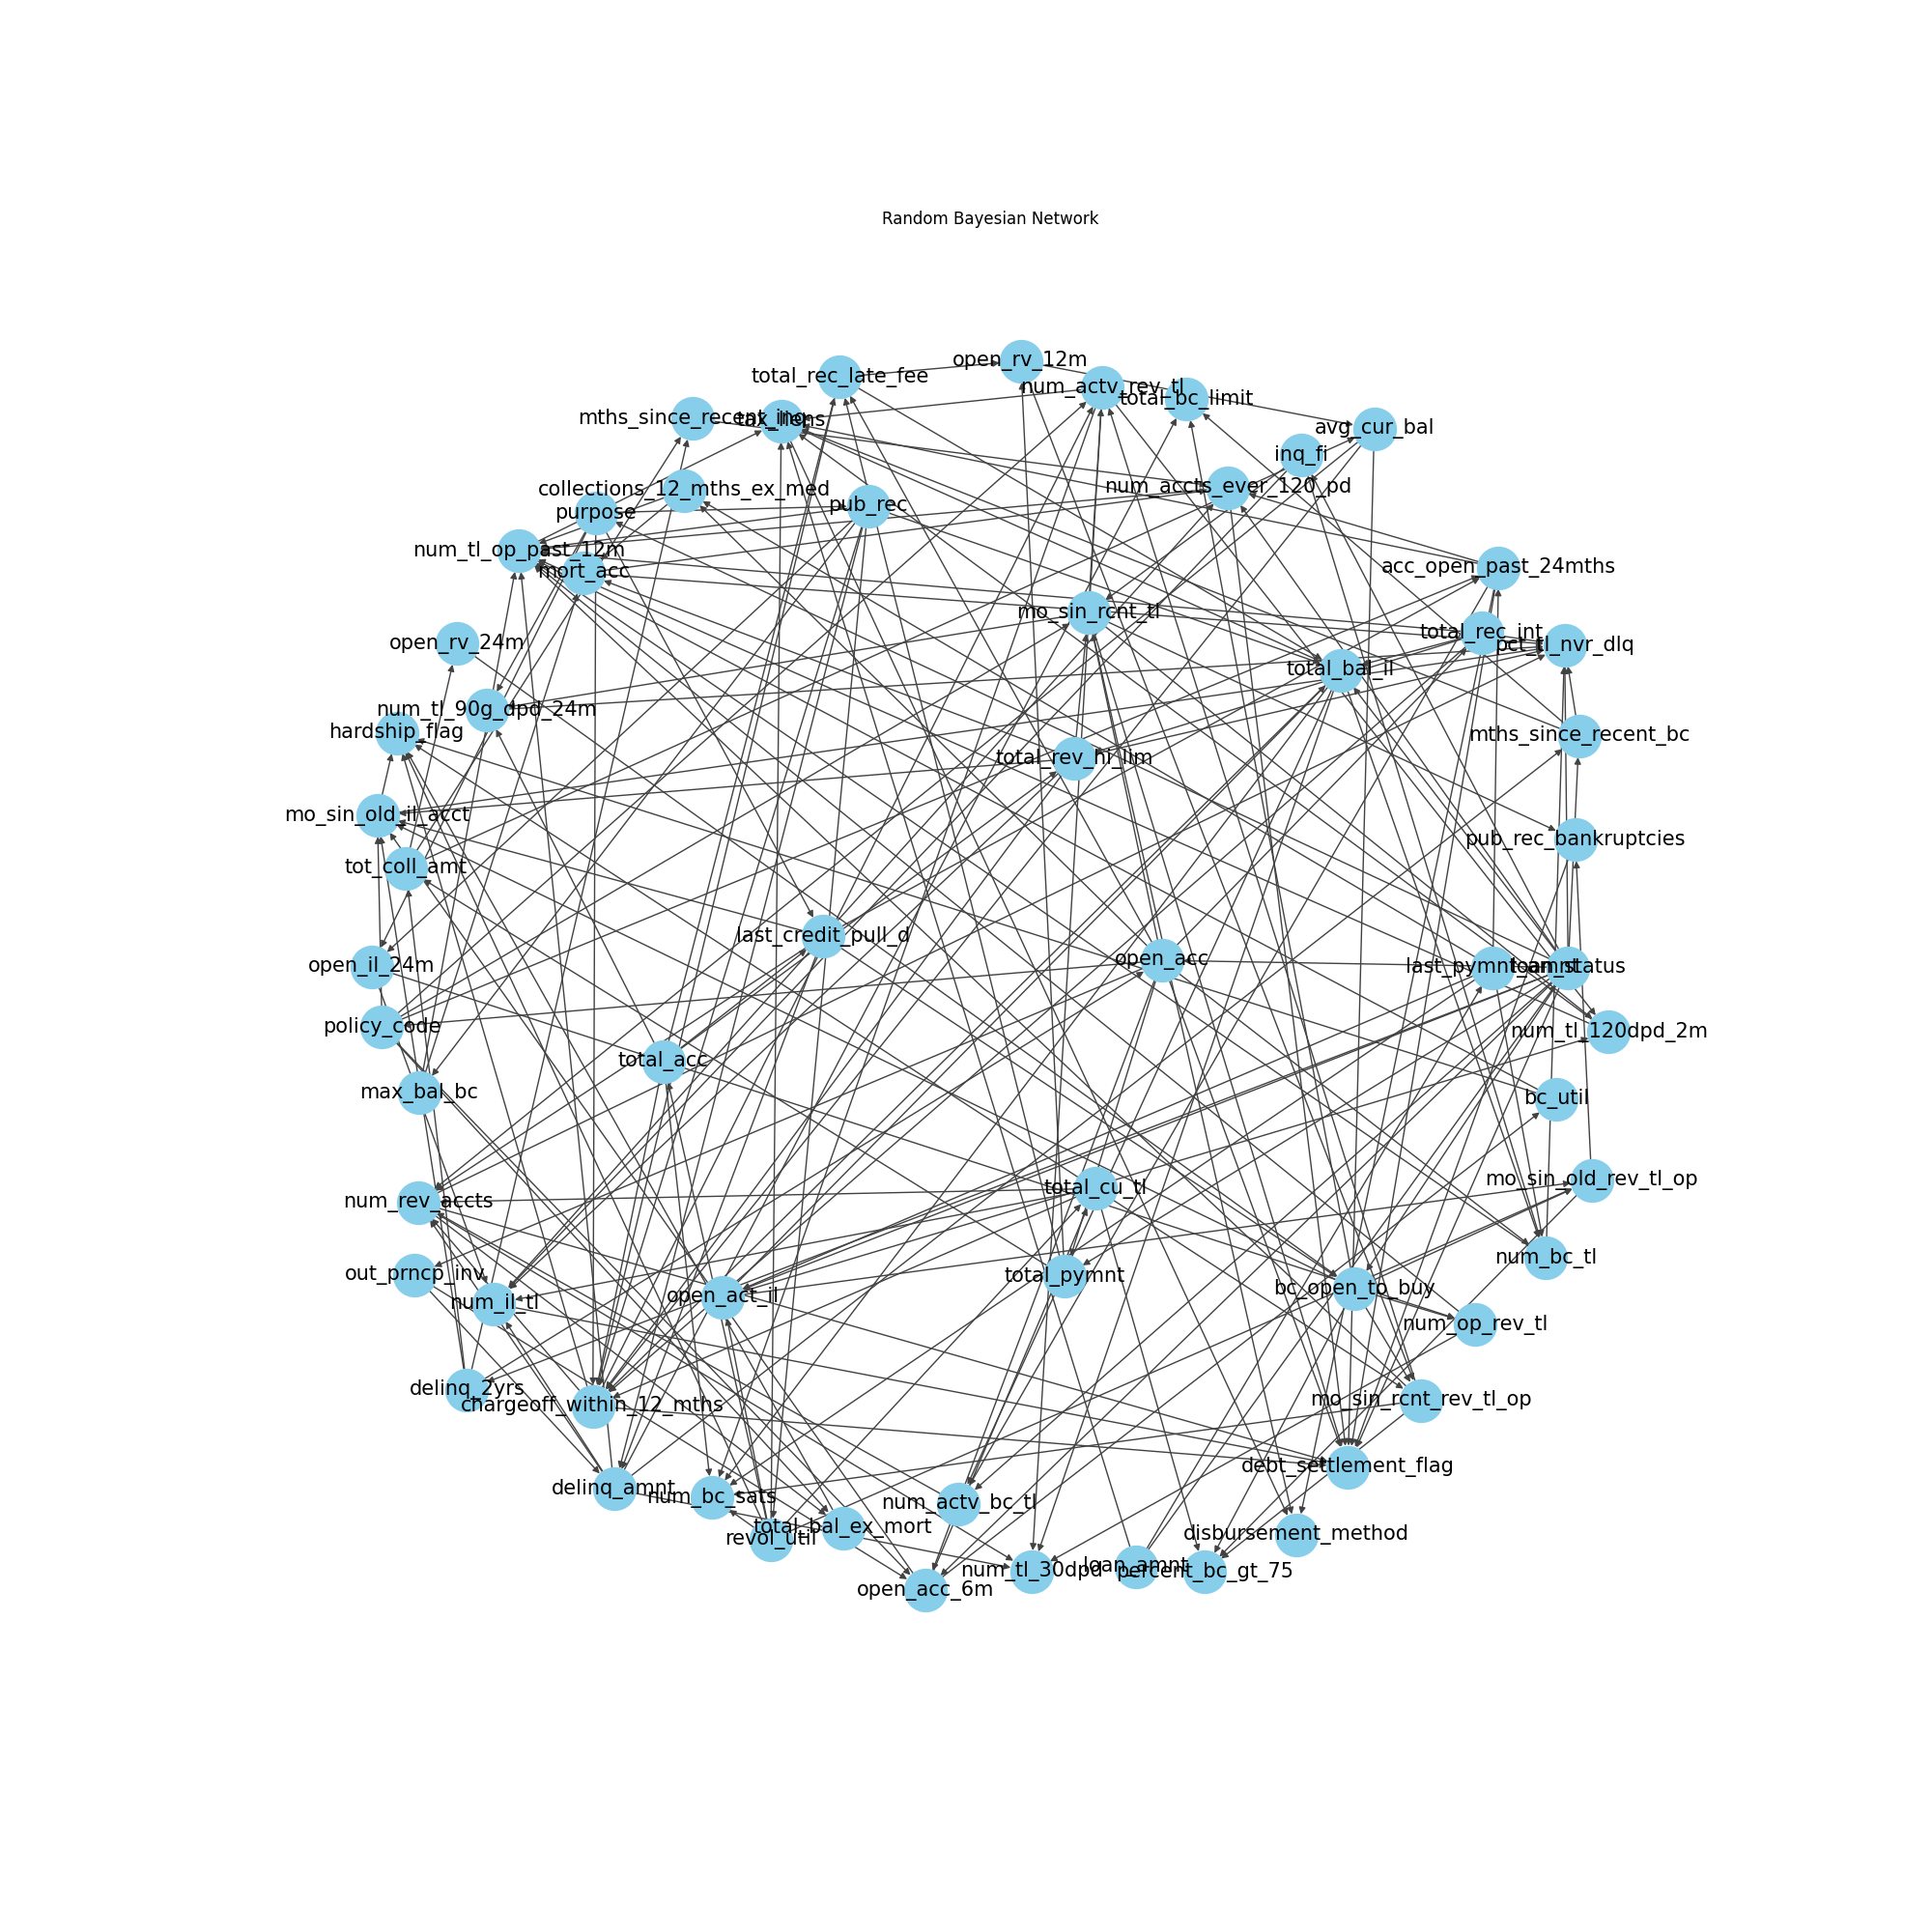 Random Bayesian Network
open_rv_12m
total_rec_late_fee
num_actv_rev_tl
total_bc_limit
mths_since_recent_inq
tax_liens
avg_cur_bal
inq_fi
collections_12_mths_ex_med
num_accts_ever_120_pd
pub_rec
purpose
num_tl_op_past_12m
mort_acc
acc_open_past_24mths
mo_sin_rcnt_tl
total_rec_int
open_rv_24m
pct_tl_nvr_dlq
total_bal_il
num_tl_90g_dpd_24m
hardship_flag
mths_since_recent_bc
total_rev_hi_lim
mo_sin_old_il_acct
pub_rec_bankruptcies
tot_coll_amt
last_credit_pull_d
open_acc
open_il_24m
last_pymnt_amnt
loan_status
policy_code
num_tl_120dpd_2m
total_acc
max_bal_bc
bc_util
mo_sin_old_rev_tl_op
total_cu_tl
num_rev_accts
num_bc_tl
out_prncp_inv
total_pymnt
bc_open_to_buy
open_act_il
num_il_tl
num_op_rev_tl
delinq_2yrs
mo_sin_rcnt_rev_tl_op
chargeoff_within_12_mths
debt_settlement_flag
delinq_amnt
num_bc_sats
num_actv_bc_tl
total_bal_ex_mort
disbursement_method
revol_util
loan_amnt
num_tl_30dpd
percent_bc_gt_75
open_acc_6m